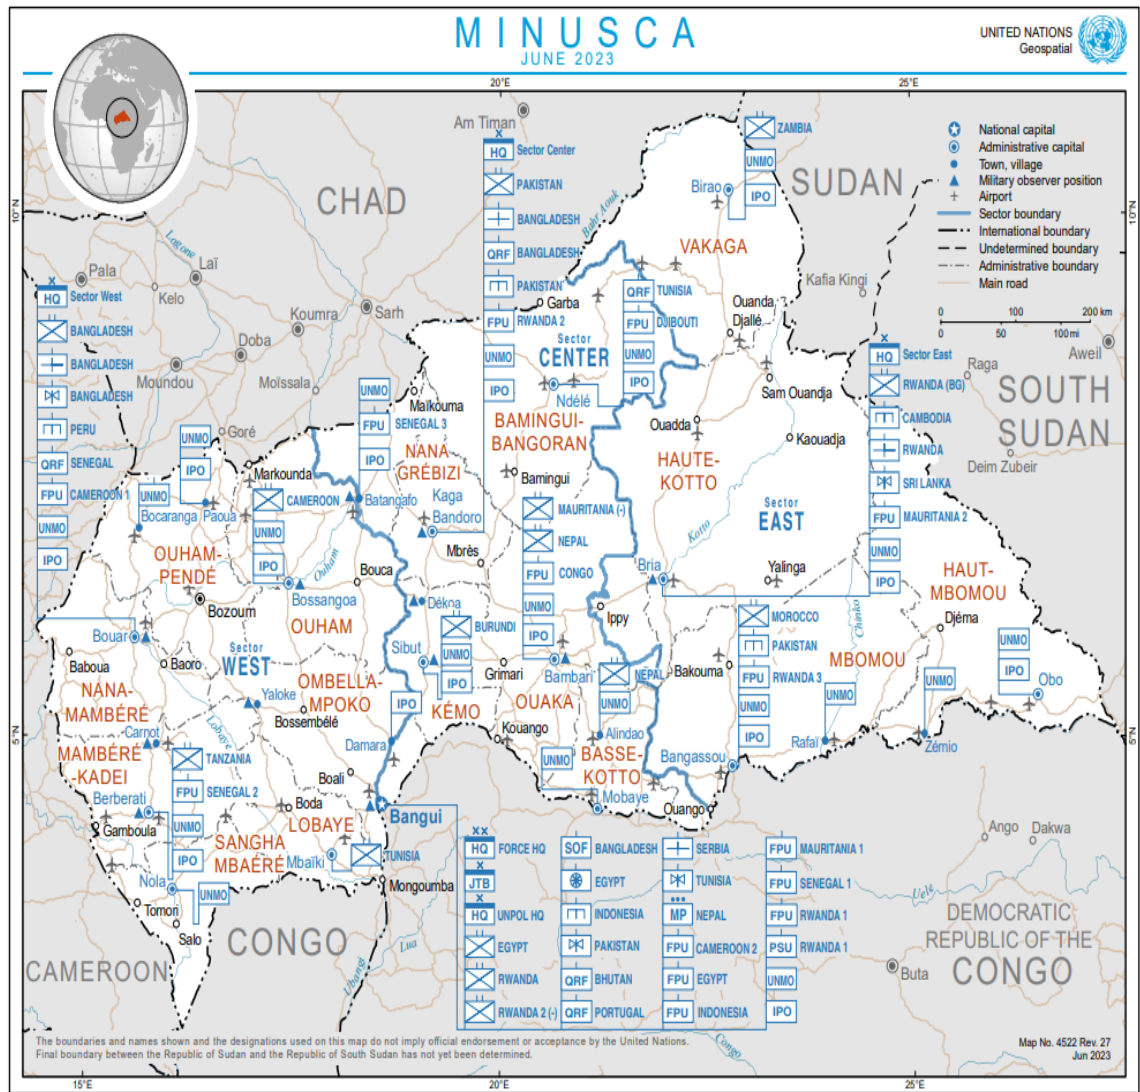 MINUSCA
JUNE 2023
UNITED NATIONS
Geospatial
20°E
25°E
Am Timan
HQ Sector Center
PAKISTAN
BANGLADESH
QRF BANGLADESH
PAKISTAN
FPU RWANDA 2
UNMO
IPO
ZAMBIA
UNMO
IPO
Birao
SUDAN
CHAD
Bahr Aouk
VAKAGA
National capital
Administrative capital
Town, village
Military observer position
Airport
Sector boundary
International boundary
Undetermined boundary
Administrative boundary
Main road
0 100 200 km
0 50 100 mi
10°N
10°N
Logone
Pala
Laï
Kelo
Koumra
Sarh
Doba
Moundou
Moïssala
Goré
Kafia Kingi
Aweil
Raga
SOUTH
SUDAN
Deim Zubeir
HQ Sector West
BANGLADESH
BANGLADESH
BANGLADESH
PERU
QRF SENEGAL
FPU CAMEROON 1
UNMO
IPO
Garba
QRF TUNISIA
FPU DJIBOUTI
UNMO
IPO
Ouanda
Djallé
Sector
CENTER
Ndélé
Sam Ouandja
HQ Sector East
RWANDA (BG)
CAMBODIA
RWANDA
SRI LANKA
FPU MAURITANIA 2
UNMO
IPO
Maïkouma
UNMO
FPU SENEGAL 3
IPO
BAMINGUI-
BANGORAN
NANA
GRÉBIZI
Ouadda
Kaouadja
HAUTE-
KOTTO
UNMO
IPO
Markounda
Bamingui
UNMO
Bocaranga
Paoua
CAMEROON
UNMO
IPO
Batangafo
Kaga
Bandoro
MAURITANIA (-)
NEPAL
FPU CONGO
UNMO
IPO
Sector
EAST
Kotto
OUHAM-
PENDÉ
Ouham
Mbrès
Bouca
Bria
Yalinga
HAUT-
MBOMOU
Bozoum
Bossangoa
Dékoa
Ippy
Chinko
Djéma
OUHAM
BURUNDI
UNMO
IPO
MOROCCO
PAKISTAN
FPU RWANDA 3
UNMO
IPO
Bouar
Sector
WEST
Baboua
Baoro
Sibut
Grimari
Bambari
Bakouma
MBOMOU
UNMO
IPO
Obo
NANA-
MAMBÉRÉ
Yaloke
OMBELLA-
MPOKO
Bossembélé
IPO
KÉMO
OUAKA
NEPAL
UNMO
UNMO
UNMO
Lobaye
5°N
5°N
Carnot
Damara
Kouango
Alindao
Bangassou
Rafaï
Zémio
MAMBÉRÉ
-KADEI
TANZANIA
FPU SENEGAL 2
UNMO
IPO
Boali
UNMO
BASSE-
KOTTO
Mobaye
Ouango
Berberati
Boda
Bangui
LOBAYE
Gamboula
SANGHA
MBAÉRÉ
Mbaïki
TUNISIA
Ango
Dakwa
Nola
UNMO
Mongoumba
Tomori
Salo
CONGO
CAMEROON
Lua
Ubangi
Uele
HQ FORCE HQ
JTB
HQ UNPOL HQ
EGYPT
RWANDA
RWANDA 2 (-)
SOF BANGLADESH
EGYPT
INDONESIA
PAKISTAN
QRF BHUTAN
QRF PORTUGAL
SERBIA
TUNISIA
MP NEPAL
FPU CAMEROON 2
FPU EGYPT
FPU INDONESIA
FPU MAURITANIA 1
FPU SENEGAL 1
FPU RWANDA 1
PSU RWANDA 1
UNMO
IPO
DEMOCRATIC
REPUBLIC OF THE
CONGO
Buta
Congo
The boundaries and names shown and the designations used on this map do not imply official endorsement or acceptance by the United Nations.
Final boundary between the Republic of Sudan and the Republic of South Sudan has not yet been determined.
Map No. 4522 Rev. 27
Jun 2023
15°E
20°E
25°E